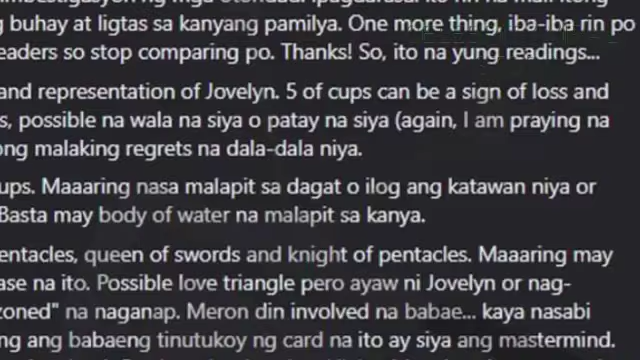 buhay at ligtas sa kanyang pamilya. One more thing, iba-iba rin po
eaders so stop comparing po. Thanks! So, ito na yung readings...
and representation of Jovelyn. 5 of cups can be a sign of loss and
s, possible na wala na siya o patay na siya (again, I am praying na
ong malaking regrets na dala-dala niya.
ups. Maaaring nasa malapit sa dagat o ilog ang katawan niya or
Basta may body of water na malapit sa kanya.
entacles, queen of swords and knight of pentacles. Maaaring may
ase na ito. Possible love triangle pero ayaw ni Jovelyn or nag-
zoned" na naganap. Meron din involved na babae... kaya nasabi
ng ang babaeng tinutukoy ng card na ito ay siya ang mastermind.